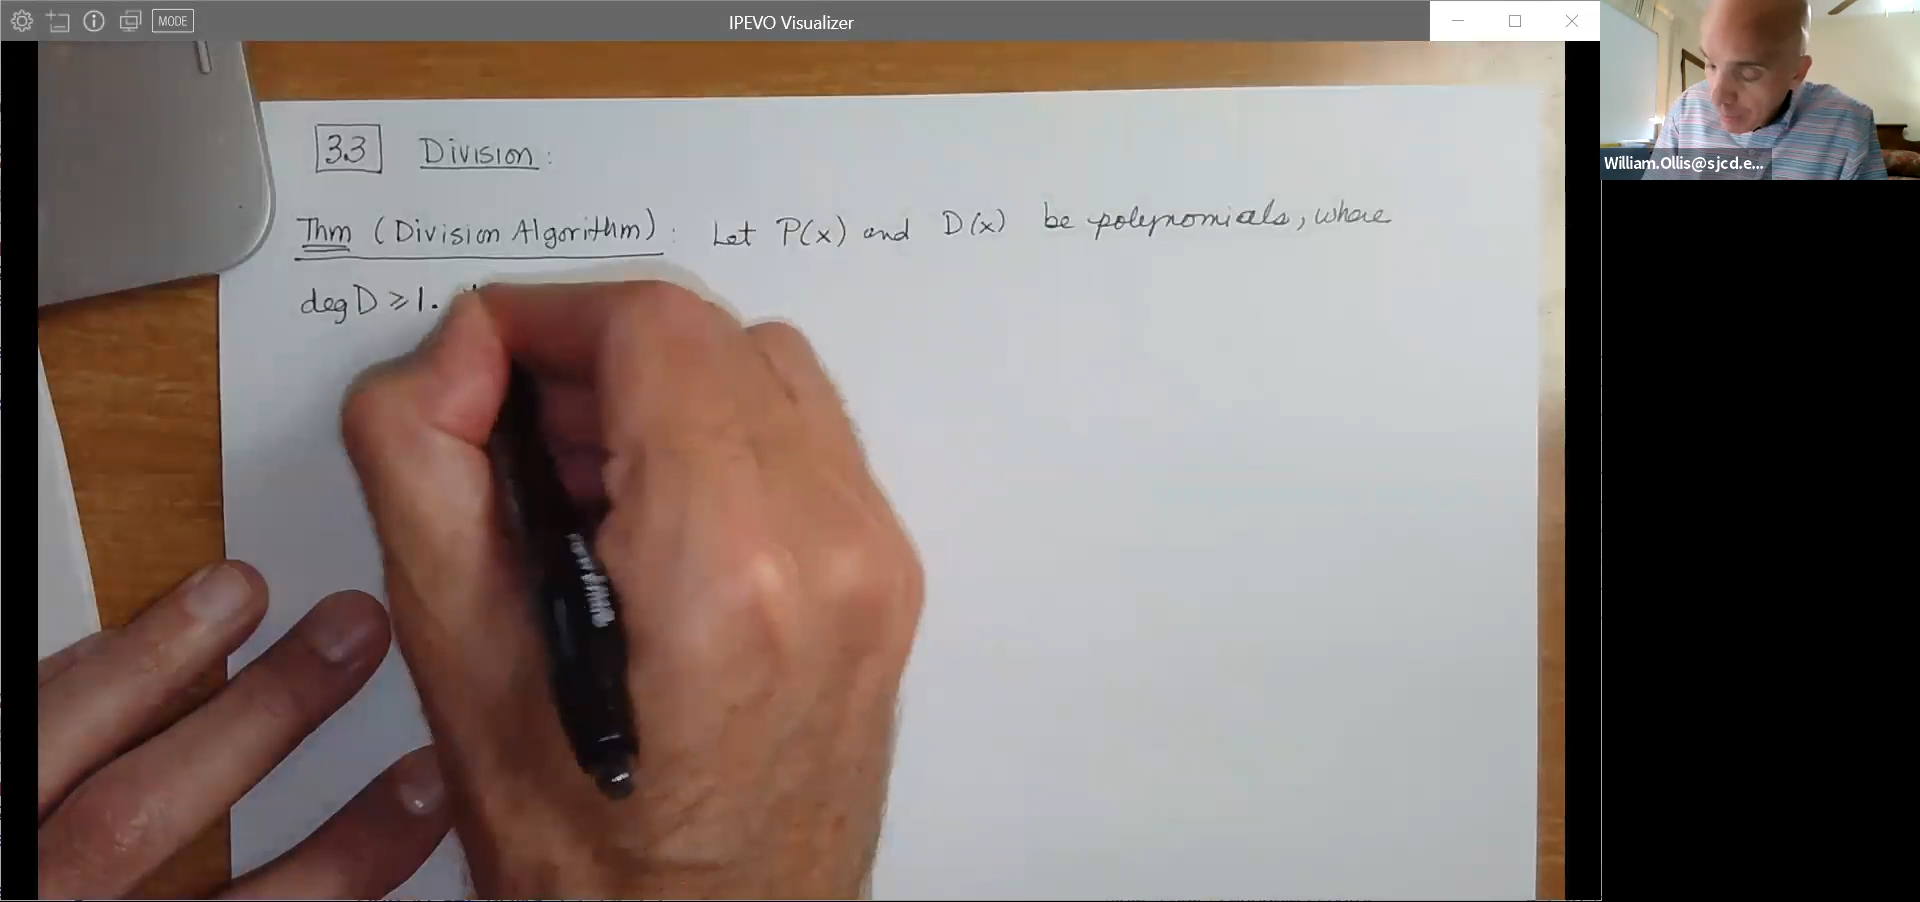 MODE
IPEVO Visualizer
3.3 Division:
Thm (Division Algorithm): Let P(x) and D(x) be polynomials, where
deg D ≥ 1.
William.Ollis@sjcd.e...